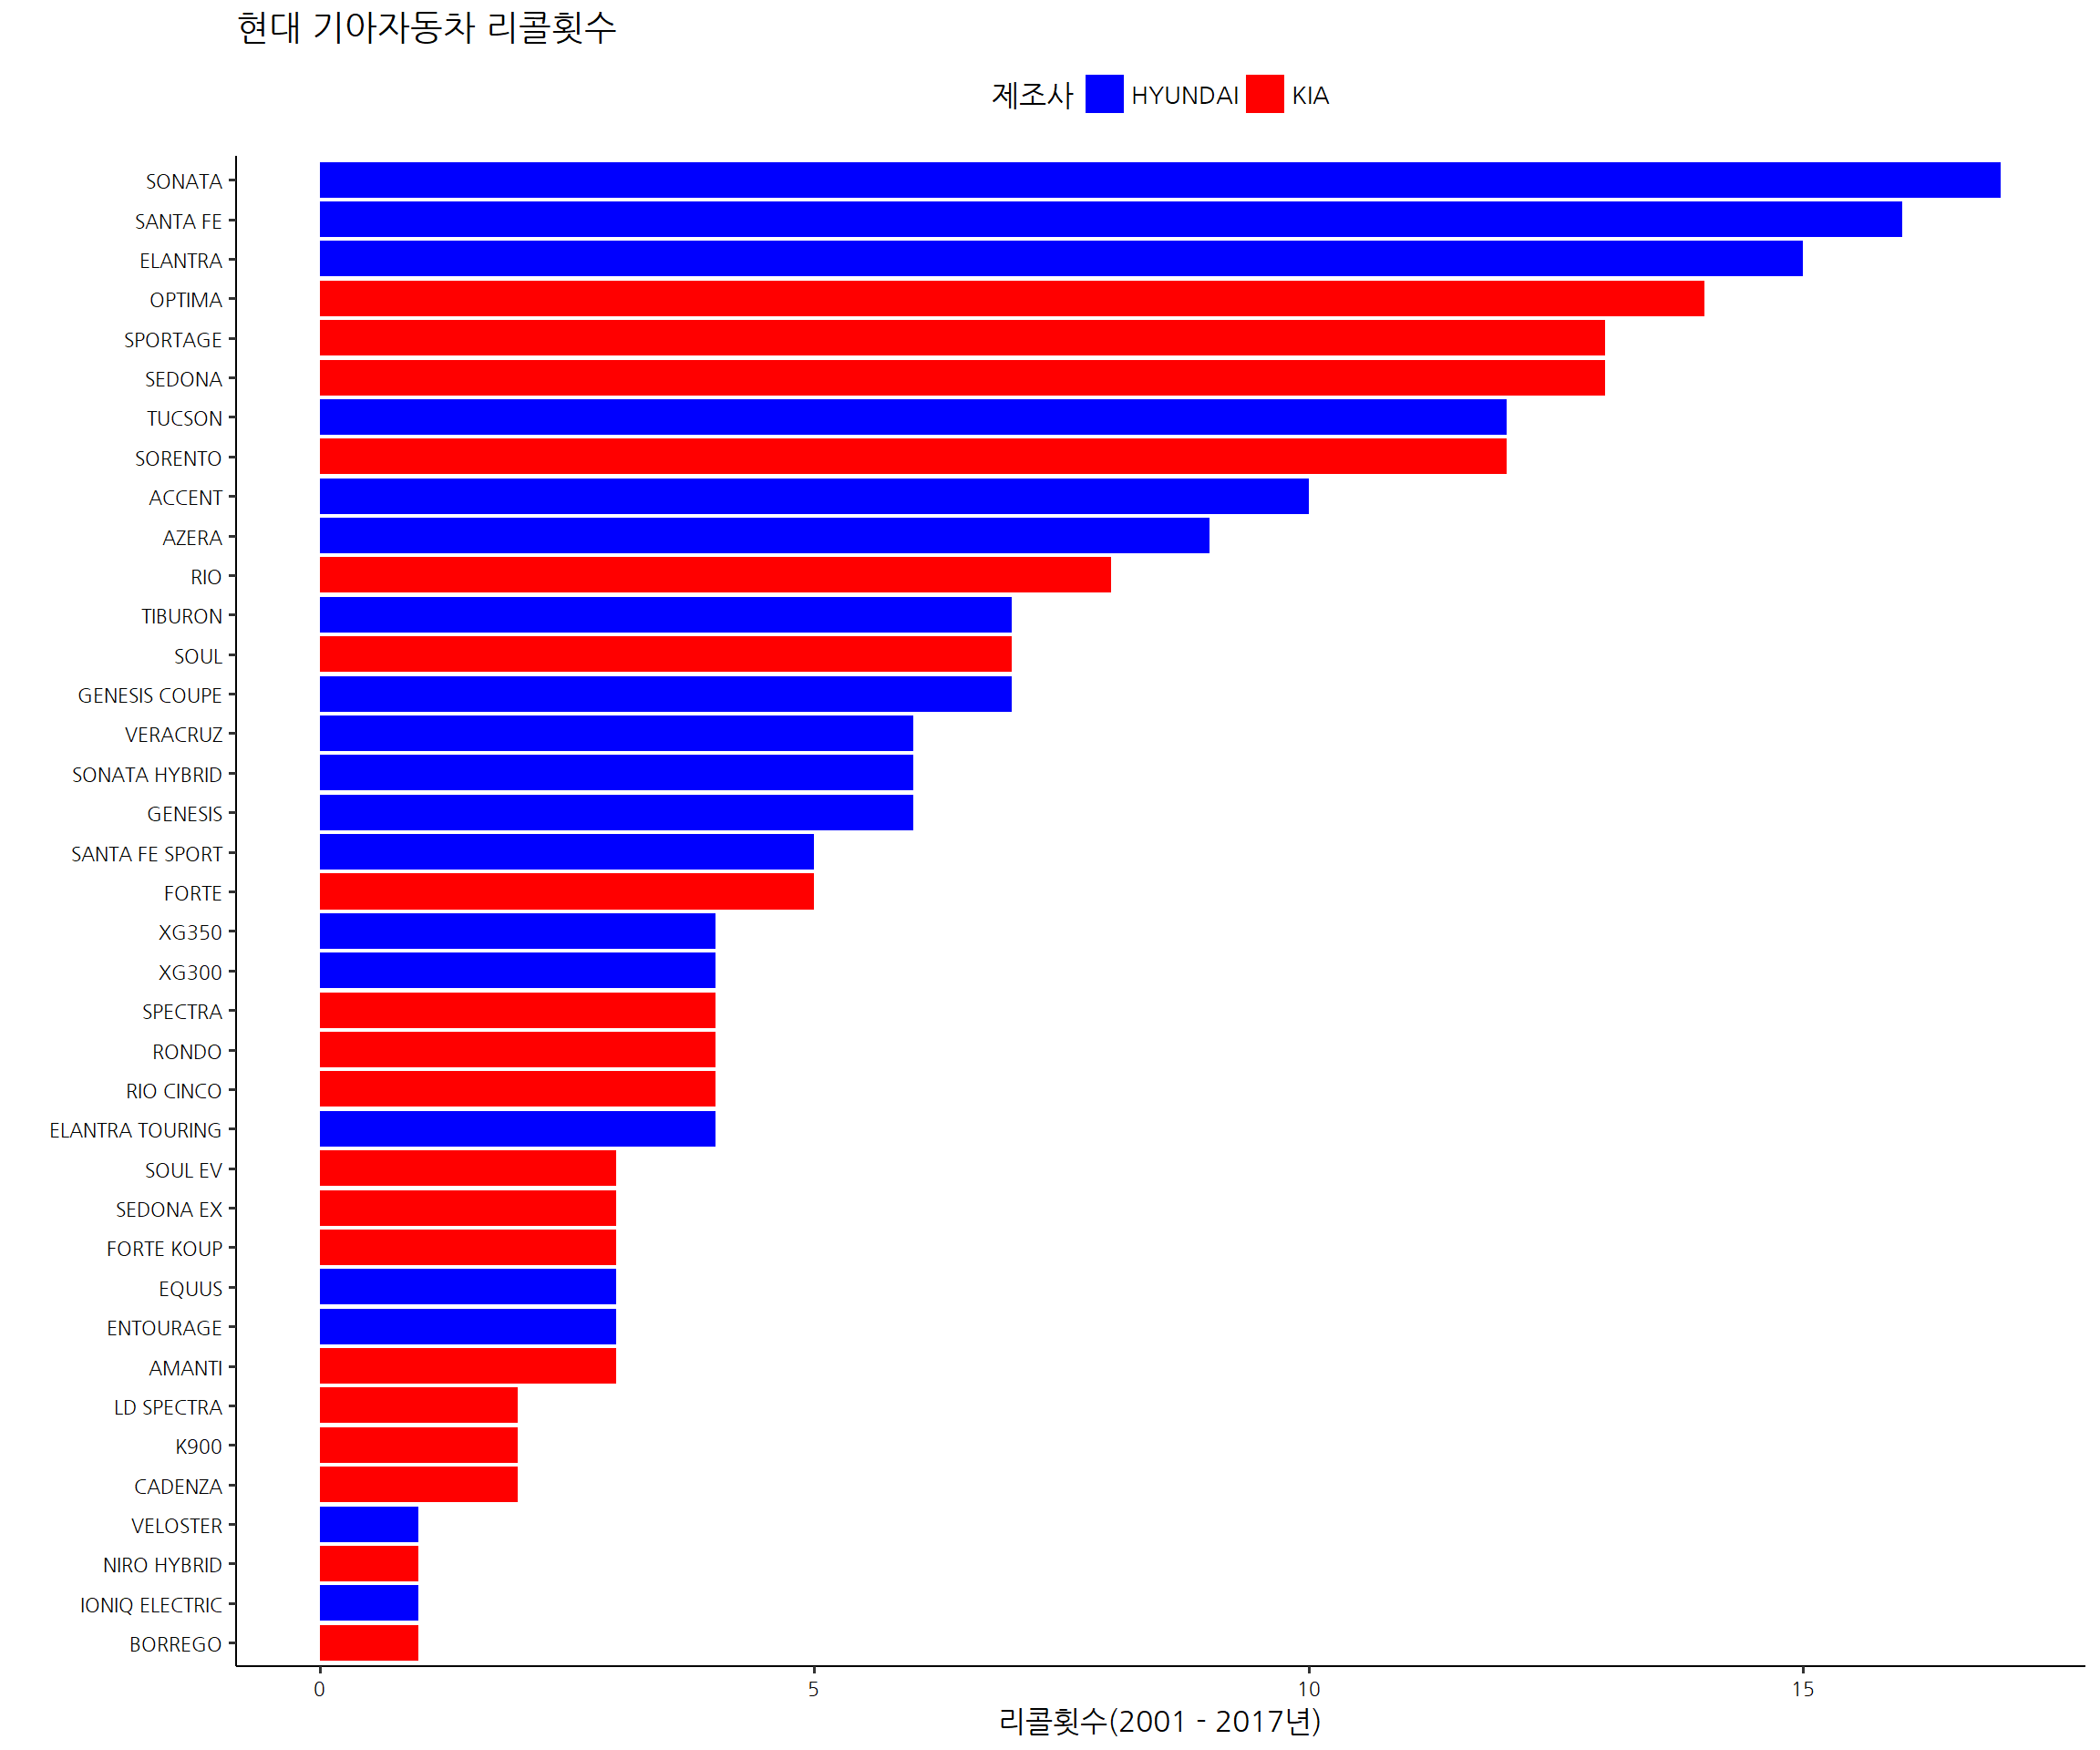 현대 기아자동차 리콜횟수
제조사 HYUNDAI KIA
SONATA
SANTA FE
ELANTRA
OPTIMA
SPORTAGE
SEDONA
TUCSON
SORENTO
ACCENT
AZERA
RIO
TIBURON
SOUL
GENESIS COUPE
VERACRUZ
SONATA HYBRID
GENESIS
SANTA FE SPORT
FORTE
XG350
XG300
SPECTRA
RONDO
RIO CINCO
ELANTRA TOURING
SOUL EV
SEDONA EX
FORTE KOUP
EQUUS
ENTOURAGE
AMANTI
LD SPECTRA
K900
CADENZA
VELOSTER
NIRO HYBRID
IONIQ ELECTRIC
BORREGO
0 5 10 15
리콜횟수(2001 - 2017년)